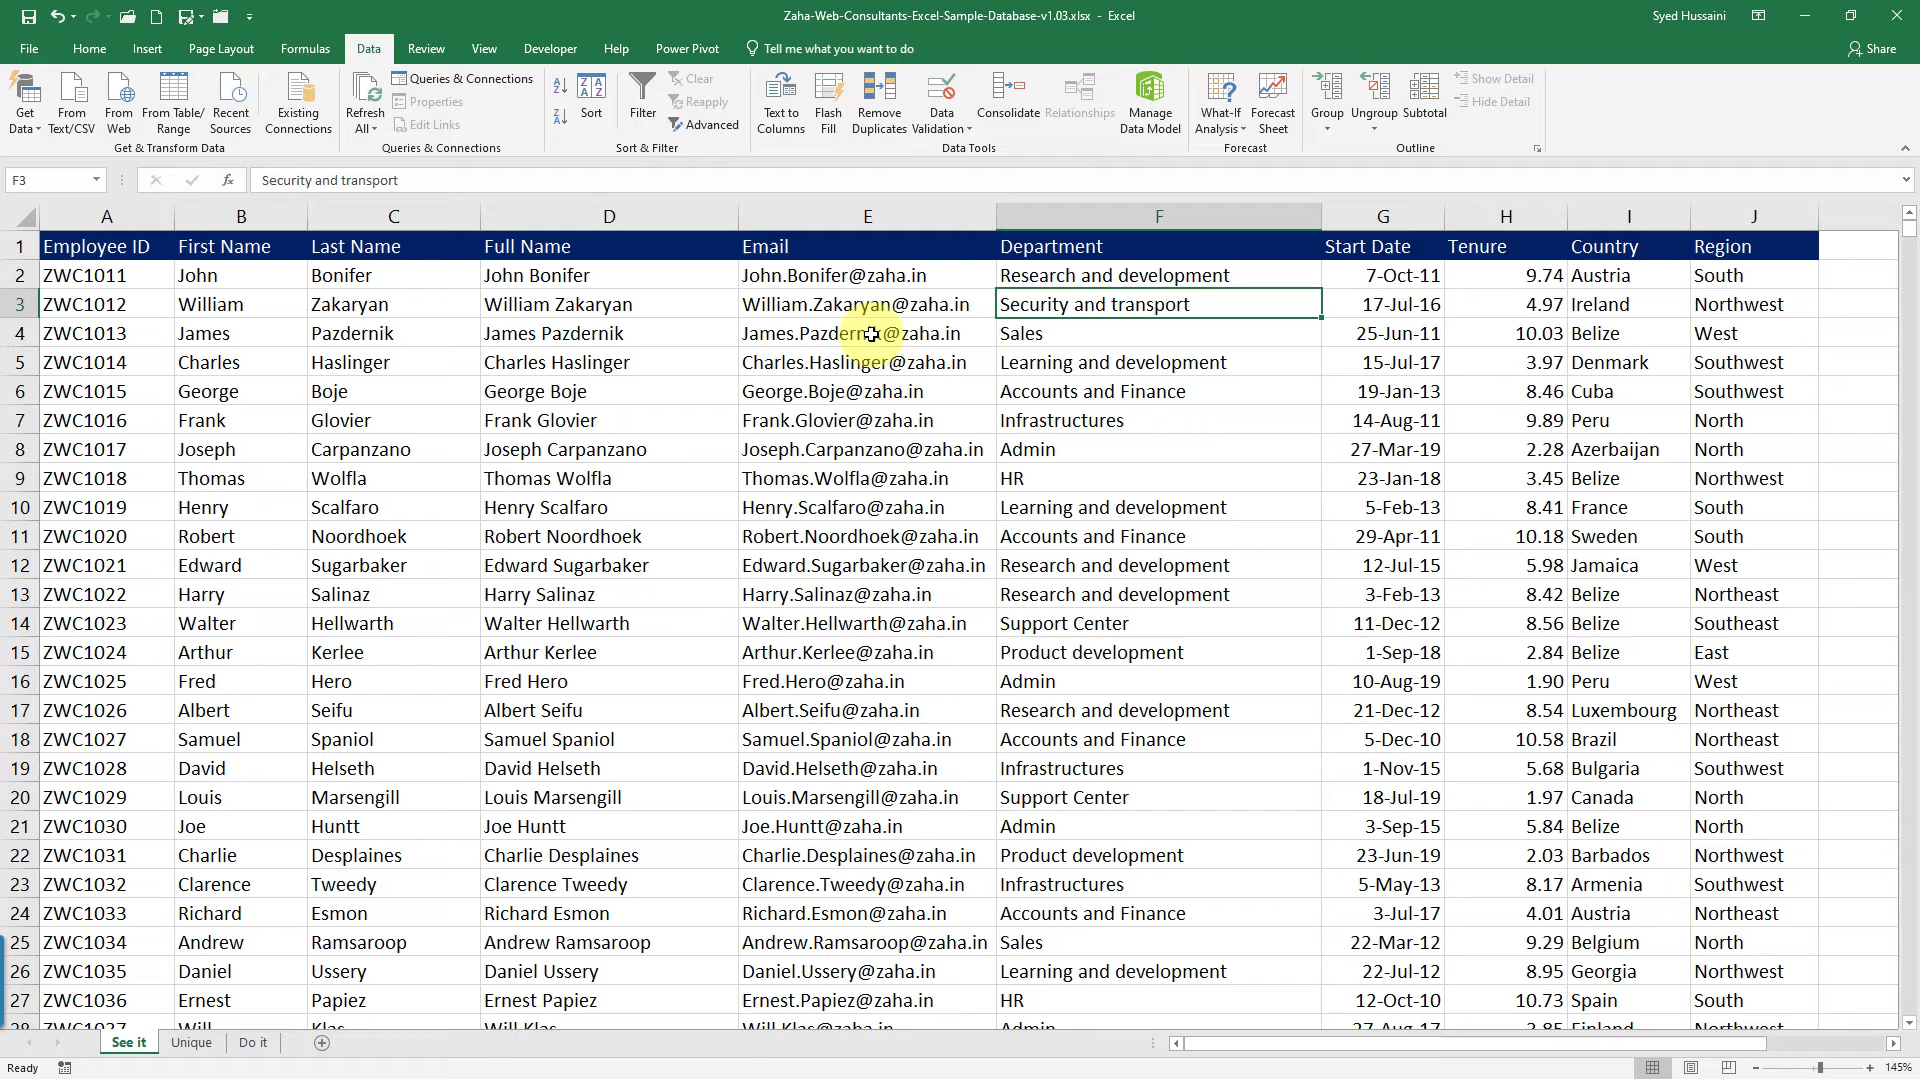 Zaha-Web-Consultants-Excel-Sample-Database-v1.03.xlsx - Excel
Syed Hussaini
File Home Insert Page Layout Formulas Data Review View Developer Help Power Pivot Tell me what you want to do Share
Get Data
From Text/CSV
From Web
From Table/Range
Recent Sources
Existing Connections
Get & Transform Data
Refresh All
Queries & Connections
Properties
Edit Links
Queries & Connections
Sort
Filter
Clear
Reapply
Advanced
Sort & Filter
Text to Columns
Flash Fill
Remove Duplicates
Data Validation
Consolidate
Relationships
Manage Data Model
Data Tools
What-If Analysis
Forecast Sheet
Forecast
Group
Ungroup
Subtotal
Show Detail
Hide Detail
Outline
F3 fx Security and transport
A B C D E F G H I J
1 Employee ID First Name Last Name Full Name Email Department Start Date Tenure Country Region
2 ZWC1011 John Bonifer John Bonifer John.Bonifer@zaha.in Research and development 7-Oct-11 9.74 Austria South
3 ZWC1012 William Zakaryan William Zakaryan William.Zakaryan@zaha.in Security and transport 17-Jul-16 4.97 Ireland Northwest
4 ZWC1013 James Pazdernik James Pazdernik James.Pazdernik@zaha.in Sales 25-Jun-11 10.03 Belize West
5 ZWC1014 Charles Haslinger Charles Haslinger Charles.Haslinger@zaha.in Learning and development 15-Jul-17 3.97 Denmark Southwest
6 ZWC1015 George Boje George Boje George.Boje@zaha.in Accounts and Finance 19-Jan-13 8.46 Cuba Southwest
7 ZWC1016 Frank Glovier Frank Glovier Frank.Glovier@zaha.in Infrastructures 14-Aug-11 9.89 Peru North
8 ZWC1017 Joseph Carpanzano Joseph Carpanzano Joseph.Carpanzano@zaha.in Admin 27-Mar-19 2.28 Azerbaijan North
9 ZWC1018 Thomas Wolfla Thomas Wolfla Thomas.Wolfla@zaha.in HR 23-Jan-18 3.45 Belize Northwest
10 ZWC1019 Henry Scalfaro Henry Scalfaro Henry.Scalfaro@zaha.in Learning and development 5-Feb-13 8.41 France South
11 ZWC1020 Robert Noordhoek Robert Noordhoek Robert.Noordhoek@zaha.in Accounts and Finance 29-Apr-11 10.18 Sweden South
12 ZWC1021 Edward Sugarbaker Edward Sugarbaker Edward.Sugarbaker@zaha.in Research and development 12-Jul-15 5.98 Jamaica West
13 ZWC1022 Harry Salinaz Harry Salinaz Harry.Salinaz@zaha.in Research and development 3-Feb-13 8.42 Belize Northeast
14 ZWC1023 Walter Hellwarth Walter Hellwarth Walter.Hellwarth@zaha.in Support Center 11-Dec-12 8.56 Belize Southeast
15 ZWC1024 Arthur Kerlee Arthur Kerlee Arthur.Kerlee@zaha.in Product development 1-Sep-18 2.84 Belize East
16 ZWC1025 Fred Hero Fred Hero Fred.Hero@zaha.in Admin 10-Aug-19 1.90 Peru West
17 ZWC1026 Albert Seifu Albert Seifu Albert.Seifu@zaha.in Research and development 21-Dec-12 8.54 Luxembourg Northeast
18 ZWC1027 Samuel Spaniol Samuel Spaniol Samuel.Spaniol@zaha.in Accounts and Finance 5-Dec-10 10.58 Brazil Northeast
19 ZWC1028 David Helseth David Helseth David.Helseth@zaha.in Infrastructures 1-Nov-15 5.68 Bulgaria Southwest
20 ZWC1029 Louis Marsengill Louis Marsengill Louis.Marsengill@zaha.in Support Center 18-Jul-19 1.97 Canada North
21 ZWC1030 Joe Huntt Joe Huntt Joe.Huntt@zaha.in Admin 3-Sep-15 5.84 Belize North
22 ZWC1031 Charlie Desplaines Charlie Desplaines Charlie.Desplaines@zaha.in Product development 23-Jun-19 2.03 Barbados Northwest
23 ZWC1032 Clarence Tweedy Clarence Tweedy Clarence.Tweedy@zaha.in Infrastructures 5-May-13 8.17 Armenia Southwest
24 ZWC1033 Richard Esmon Richard Esmon Richard.Esmon@zaha.in Accounts and Finance 3-Jul-17 4.01 Austria Northeast
25 ZWC1034 Andrew Ramsaroop Andrew Ramsaroop Andrew.Ramsaroop@zaha.in Sales 22-Mar-12 9.29 Belgium North
26 ZWC1035 Daniel Ussery Daniel Ussery Daniel.Ussery@zaha.in Learning and development 22-Jul-12 8.95 Georgia Northwest
27 ZWC1036 Ernest Papiez Ernest Papiez Ernest.Papiez@zaha.in HR 12-Oct-10 10.73 Spain South
28 ZWC1037 Will Klas Will Klas Will.Klas@zaha.in Admin 27-Aug-17 3.85 Finland Northwest
See it Unique Do it
Ready 145%